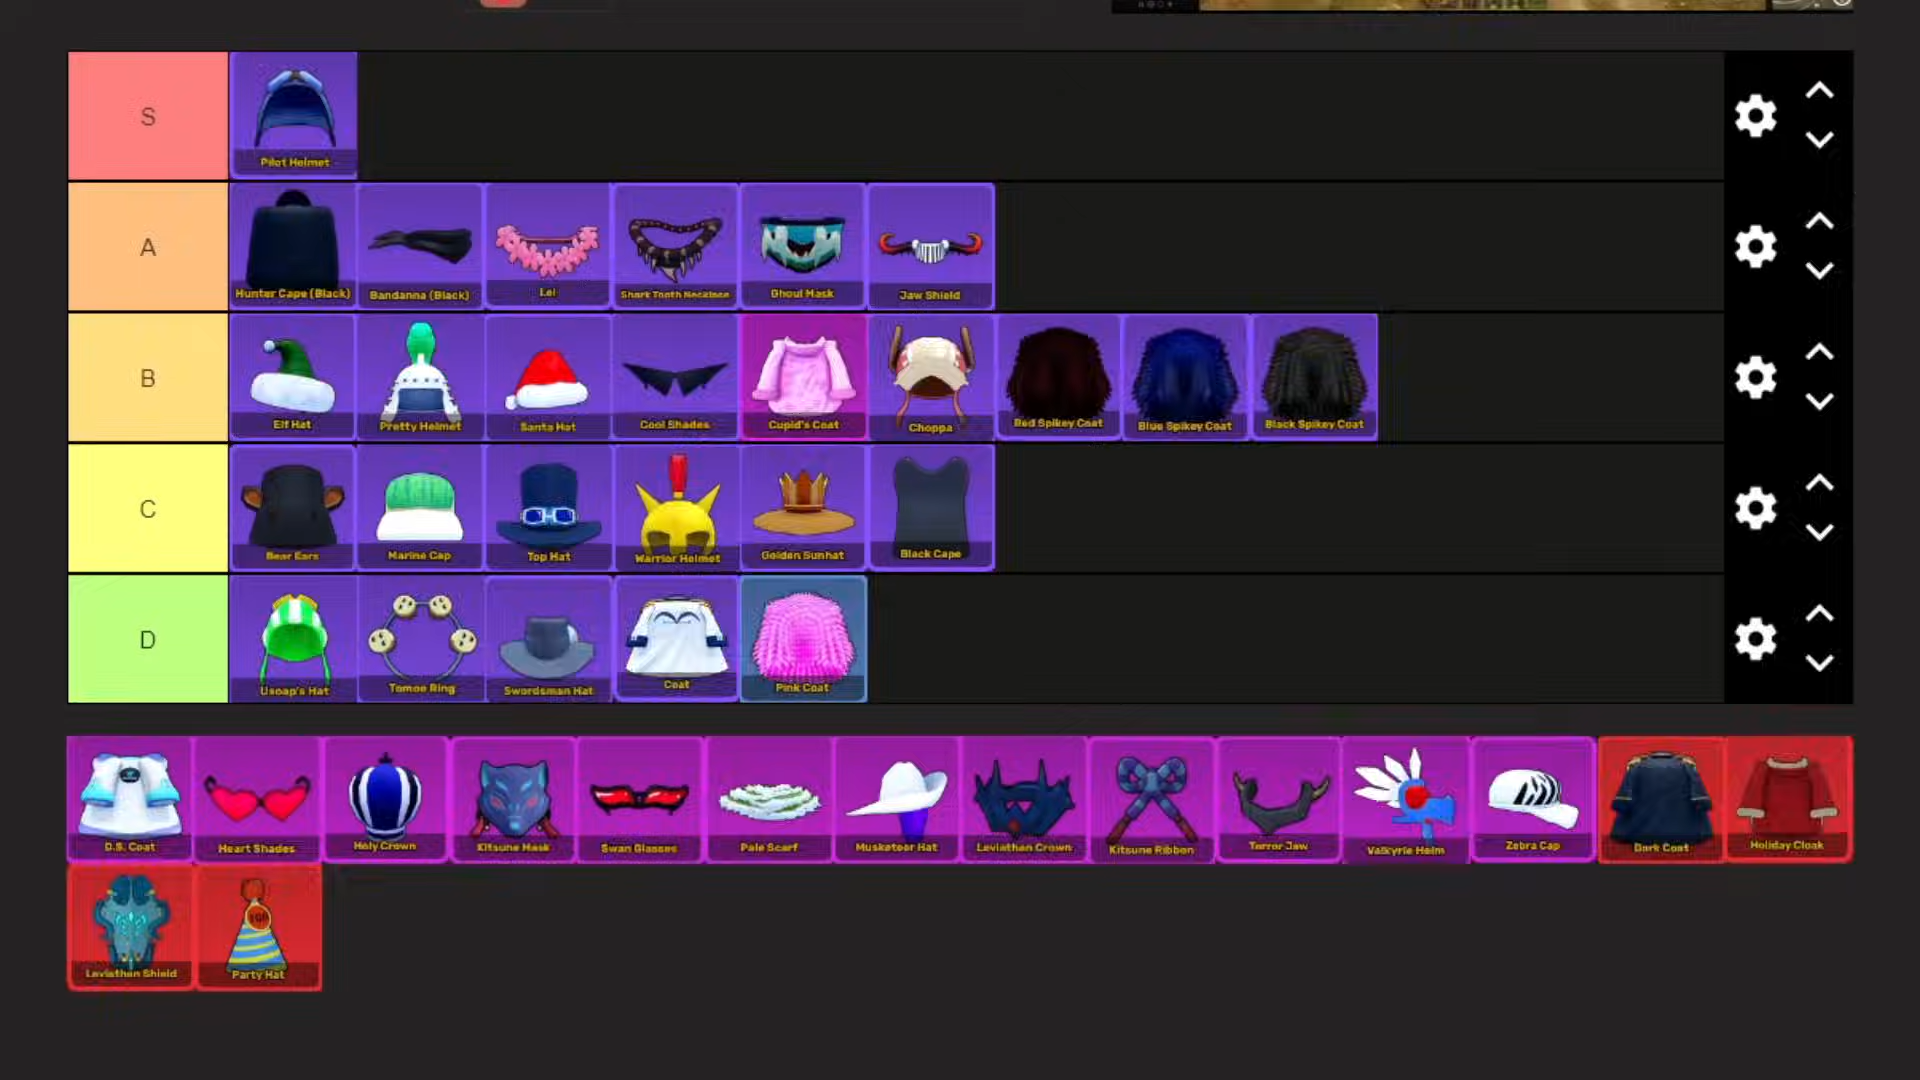 S
Pilot Helmet
A
Hunter Cape (Black)
Bandanna (Black)
Lei
Shark Tooth Necklace
Ghoul Mask
Jaw Shield
B
Elf Hat
Pretty Helmet
Santa Hat
Cool Shades
Cupid's Coat
Choppa
Red Spikey Coat
Blue Spikey Coat
Black Spikey Coat
C
Bear Ears
Marine Cap
Top Hat
Warrior Helmet
Golden Sunhat
Black Cape
D
Usoap's Hat
Tomoe Ring
Swordsman Hat
Coat
Pink Coat
D.S. Coat
Heart Shades
Holy Crown
Kitsune Mask
Swan Glasses
Pale Scarf
Musketeer Hat
Leviathan Crown
Kitsune Ribbon
Terror Jaw
Valkyrie Helm
Zebra Cap
Dark Coat
Holiday Cloak
Leviathan Shield
Party Hat